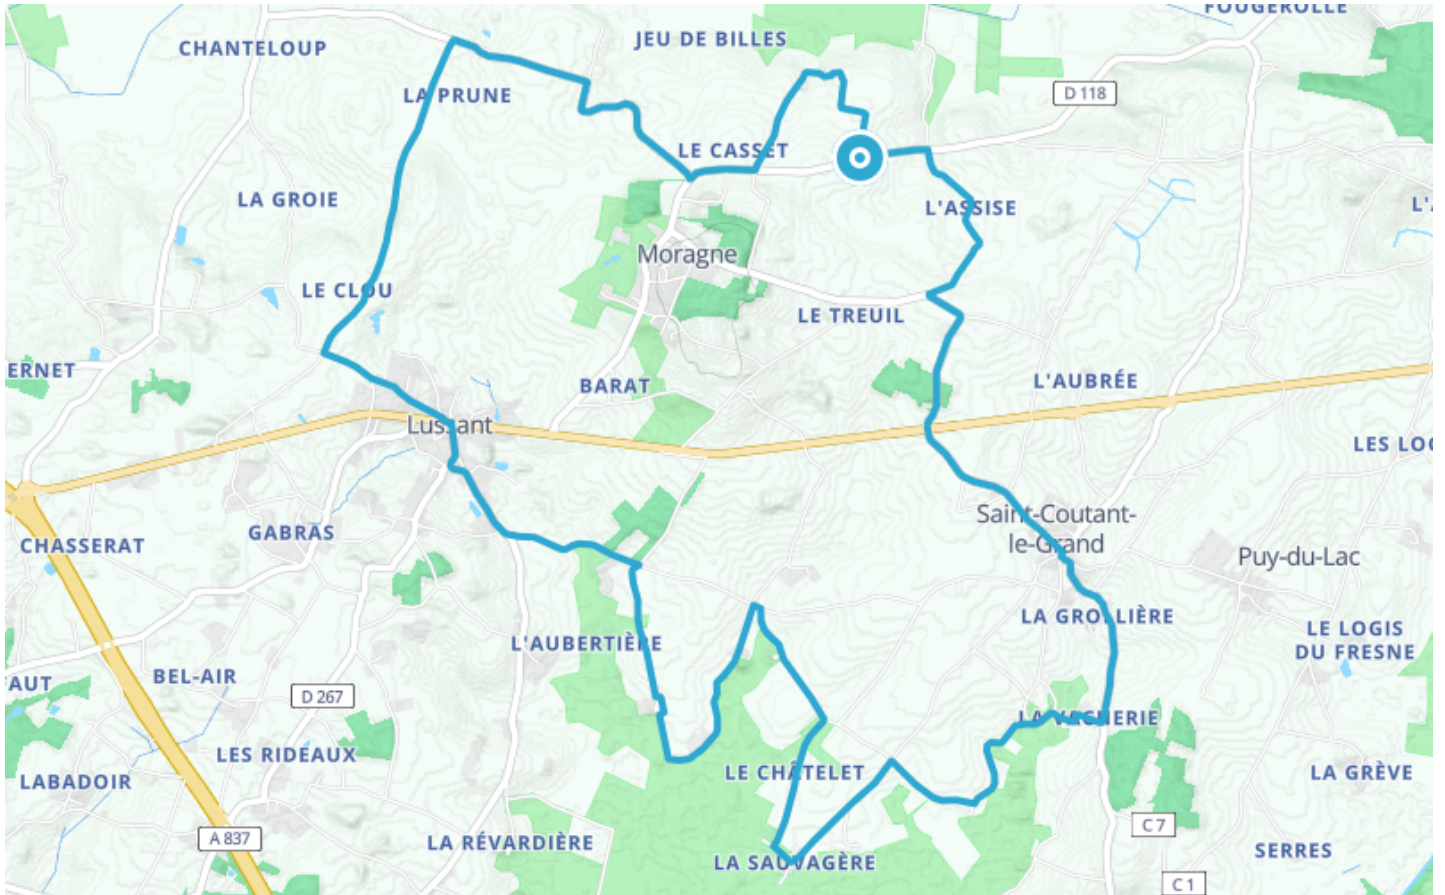 FOUGEROLLE
CHANTELOUP
JEU DE BILLES
LA PRUNE
D 118
LE CASSET
LA GROIE
L'ASSISE
Moragne
LE CLOU
LE TREUIL
ERNET
BARAT
L'AUBRÉE
Lussant
LES LOG
Saint-Coutant-
le-Grand
GABRAS
CHASSERAT
Puy-du-Lac
LA GROLLIÈRE
L'AUBERTIÈRE
LE LOGIS
DU FRESNE
BEL-AIR
AUT
D 267
LA VACHERIE
LES RIDEAUX
LE CHÂTELET
LA GRÈVE
LABADOIR
C 7
A 837
LA RÉVARDIÈRE
SERRES
LA SAUVAGÈRE
C 1